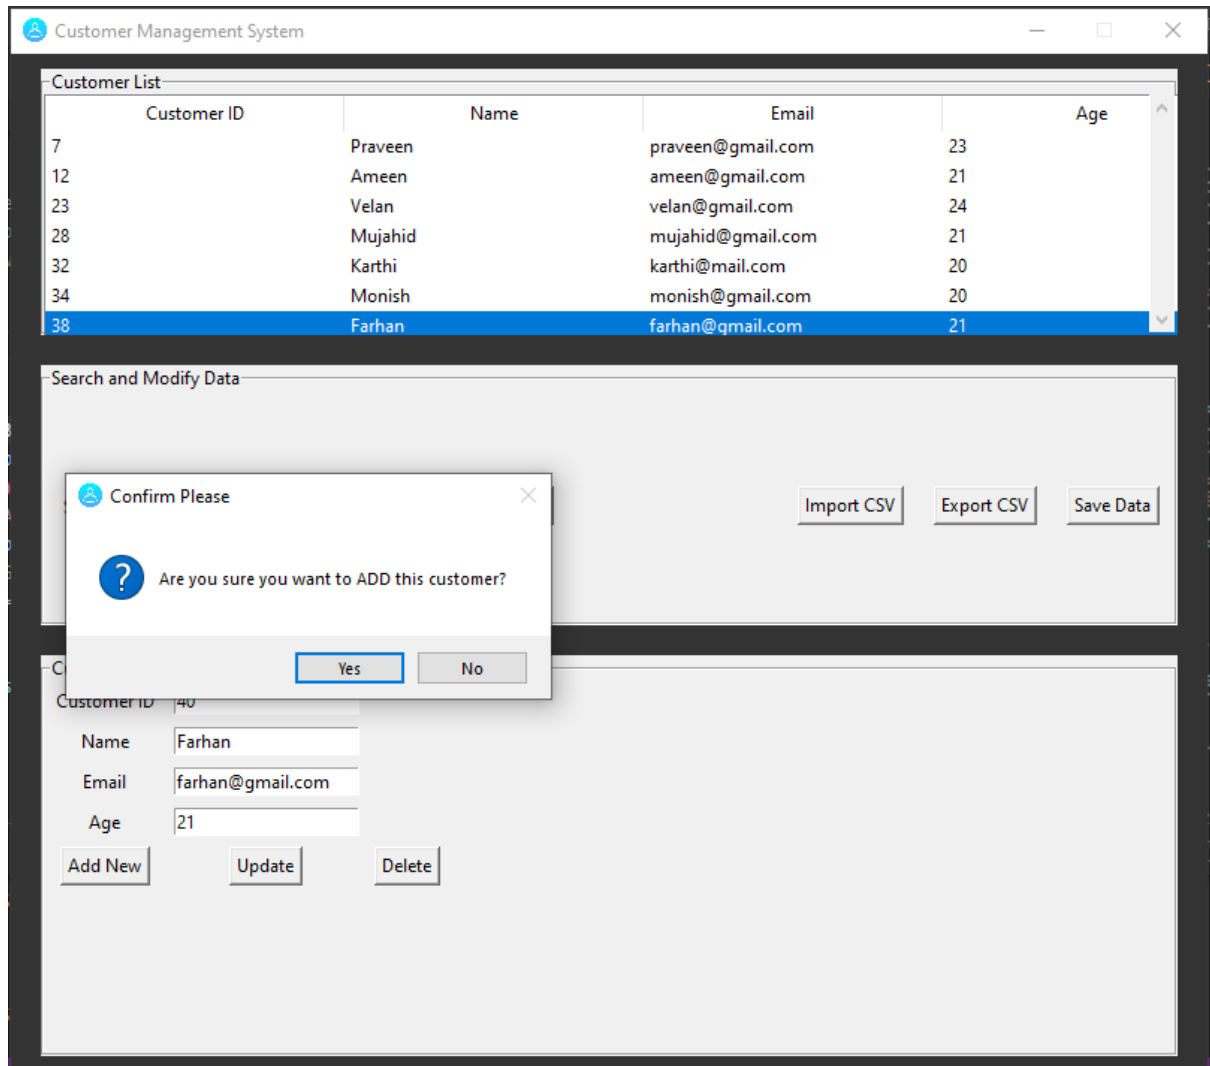 Customer Management System
Customer List
Customer ID Name Email Age
7 Praveen praveen@gmail.com 23
12 Ameen ameen@gmail.com 21
23 Velan velan@gmail.com 24
28 Mujahid mujahid@gmail.com 21
32 Karthi karthi@mail.com 20
34 Monish monish@gmail.com 20
38 Farhan farhan@gmail.com 21
Search and Modify Data
Import CSV Export CSV Save Data
Confirm Please
Are you sure you want to ADD this customer?
Yes No
Customer ID 40
Name Farhan
Email farhan@gmail.com
Age 21
Add New Update Delete